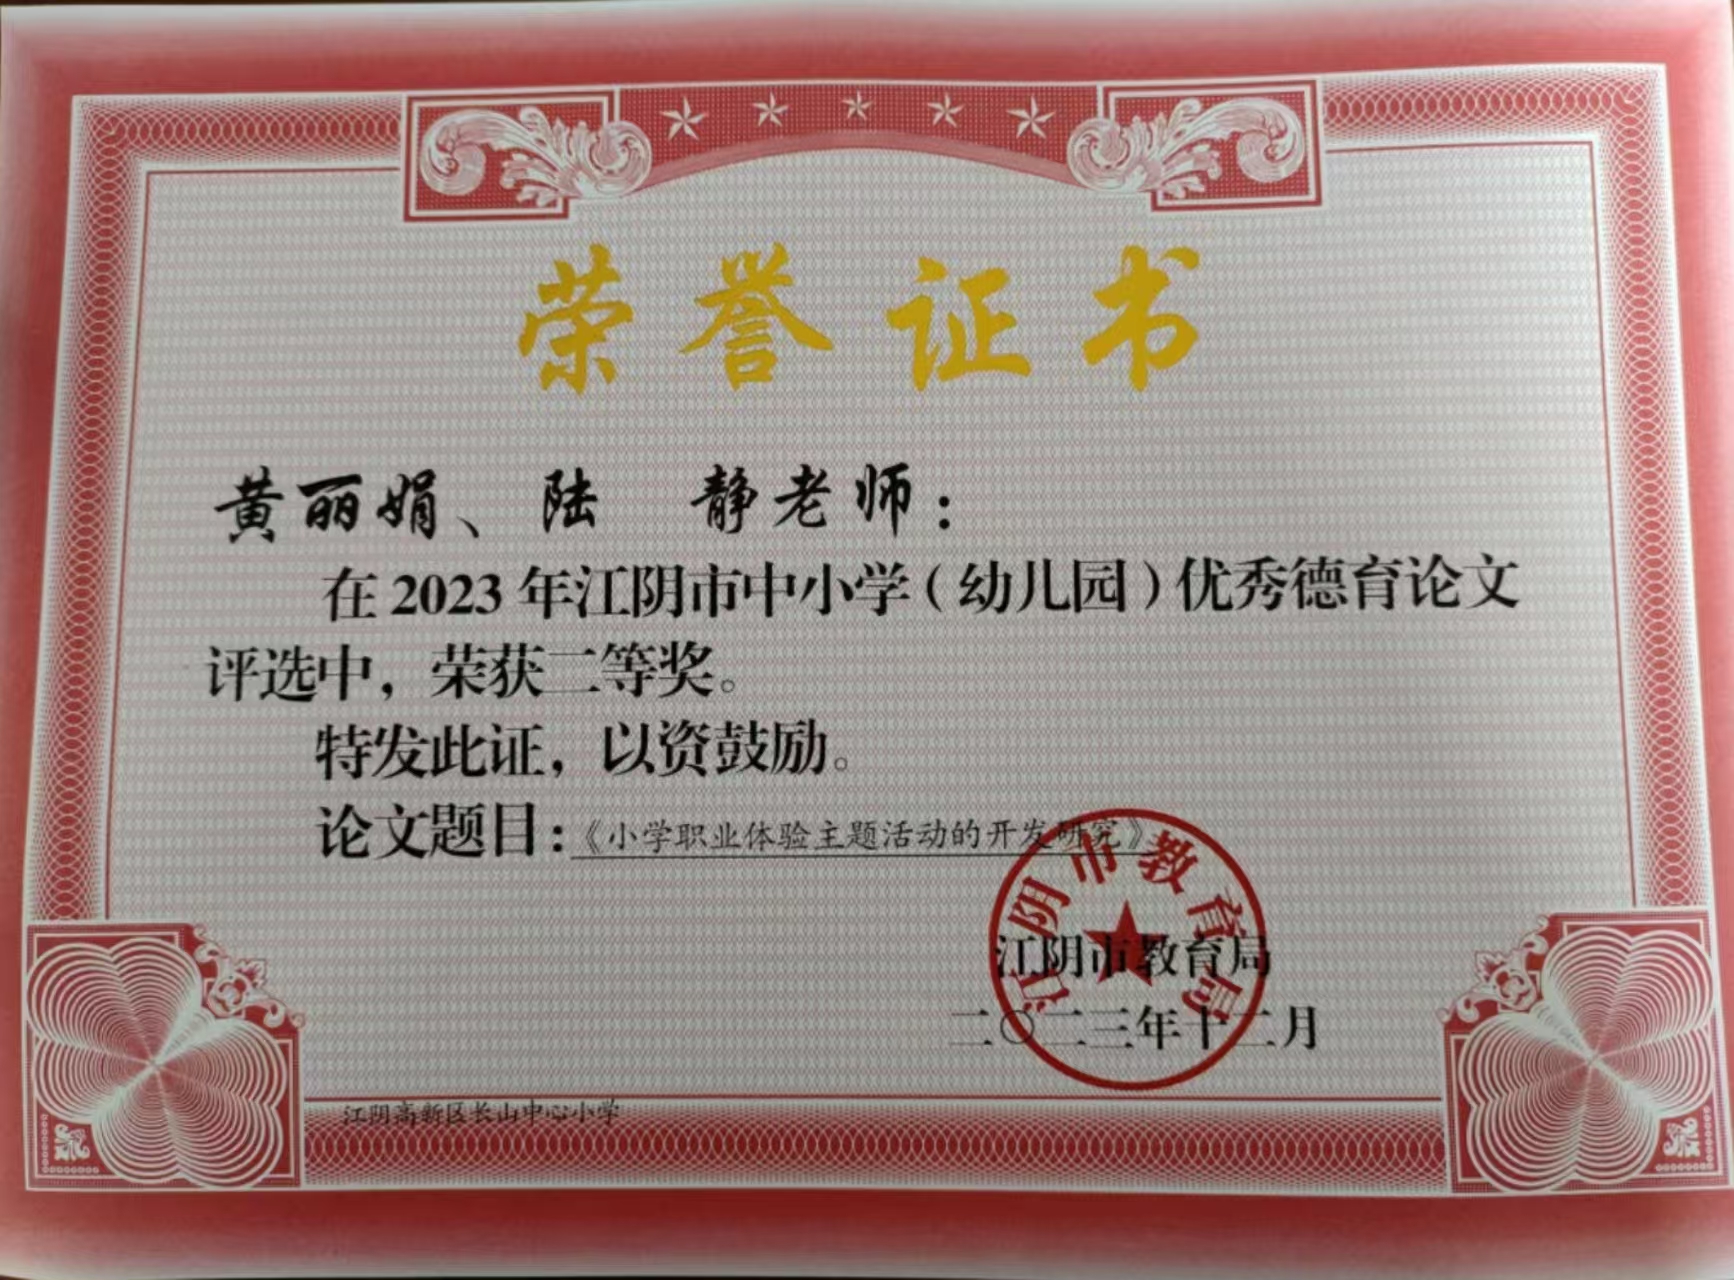 荣誉证书
黄丽娟、陆　静老师：
在2023年江阴市中小学（幼儿园）优秀德育论文
评选中，荣获二等奖。
特发此证，以资鼓励。
论文题目：《小学职业体验主题活动的开发研究》
江阴市教育局
江阴市教育局
二〇二三年十二月
江阴高新区长山中心小学